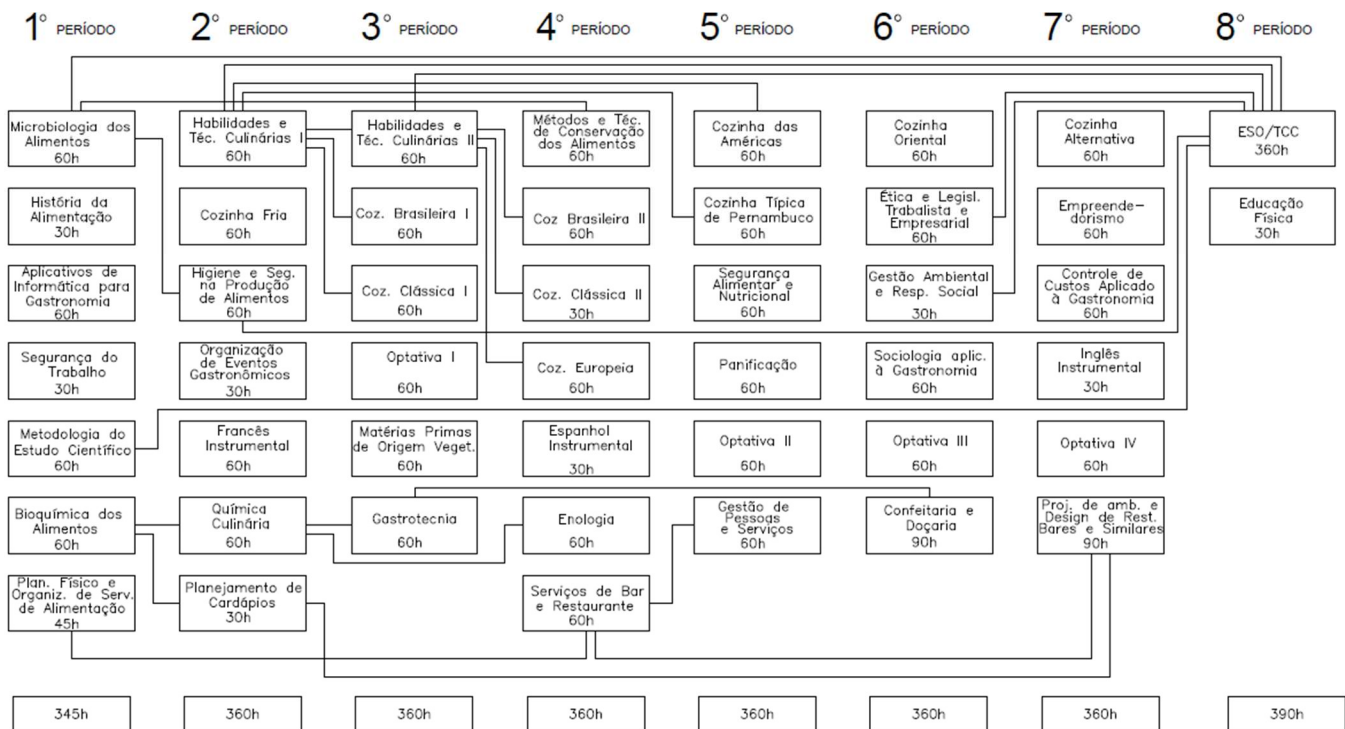 1° PERÍODO
2° PERÍODO
3° PERÍODO
4° PERÍODO
5° PERÍODO
6° PERÍODO
7° PERÍODO
8° PERÍODO
Microbiologia dos
Alimentos
60h
Habilidades e
Téc. Culinárias I
60h
Habilidades e
Téc. Culinárias II
60h
Métodos e Téc.
de Conservação
dos Alimentos
60h
Cozinha das
Américas
60h
Cozinha
Oriental
60h
Cozinha
Alternativa
60h
ESO/TCC
360h
História da
Alimentação
30h
Cozinha Fria
60h
Coz. Brasileira I
60h
Coz Brasileira II
60h
Cozinha Típica
de Pernambuco
60h
Ética e Legisl.
Trabalista e
Empresarial
60h
Empreende-
dorismo
60h
Educação
Física
30h
Aplicativos de
Informática para
Gastronomia
60h
Higiene e Seg.
na Produção
de Alimentos
60h
Coz. Clássica I
60h
Coz. Clássica II
30h
Segurança
Alimentar e
Nutricional
60h
Gestão Ambiental
e Resp. Social
30h
Controle de
Custos Aplicado
à Gastronomia
60h
Segurança do
Trabalho
30h
Organização
de Eventos
Gastronômicos
30h
Optativa I
60h
Coz. Europeia
60h
Panificação
60h
Sociologia aplic.
à Gastronomia
60h
Inglês
Instrumental
30h
Metodologia do
Estudo Científico
60h
Francês
Instrumental
60h
Matérias Primas
de Origem Veget.
60h
Espanhol
Instrumental
30h
Optativa II
60h
Optativa III
60h
Optativa IV
60h
Bioquímica dos
Alimentos
60h
Química
Culinária
60h
Gastrotecnia
60h
Enologia
60h
Gestão de
Pessoas
e Serviços
60h
Confeitaria e
Doçaria
90h
Proj. de amb. e
Design de Rest.
Bares e Similares
90h
Plan. Físico e
Organiz. de Serv.
de Alimentação
45h
Planejamento de
Cardápios
30h
Serviços de Bar
e Restaurante
60h
345h
360h
360h
360h
360h
360h
360h
390h